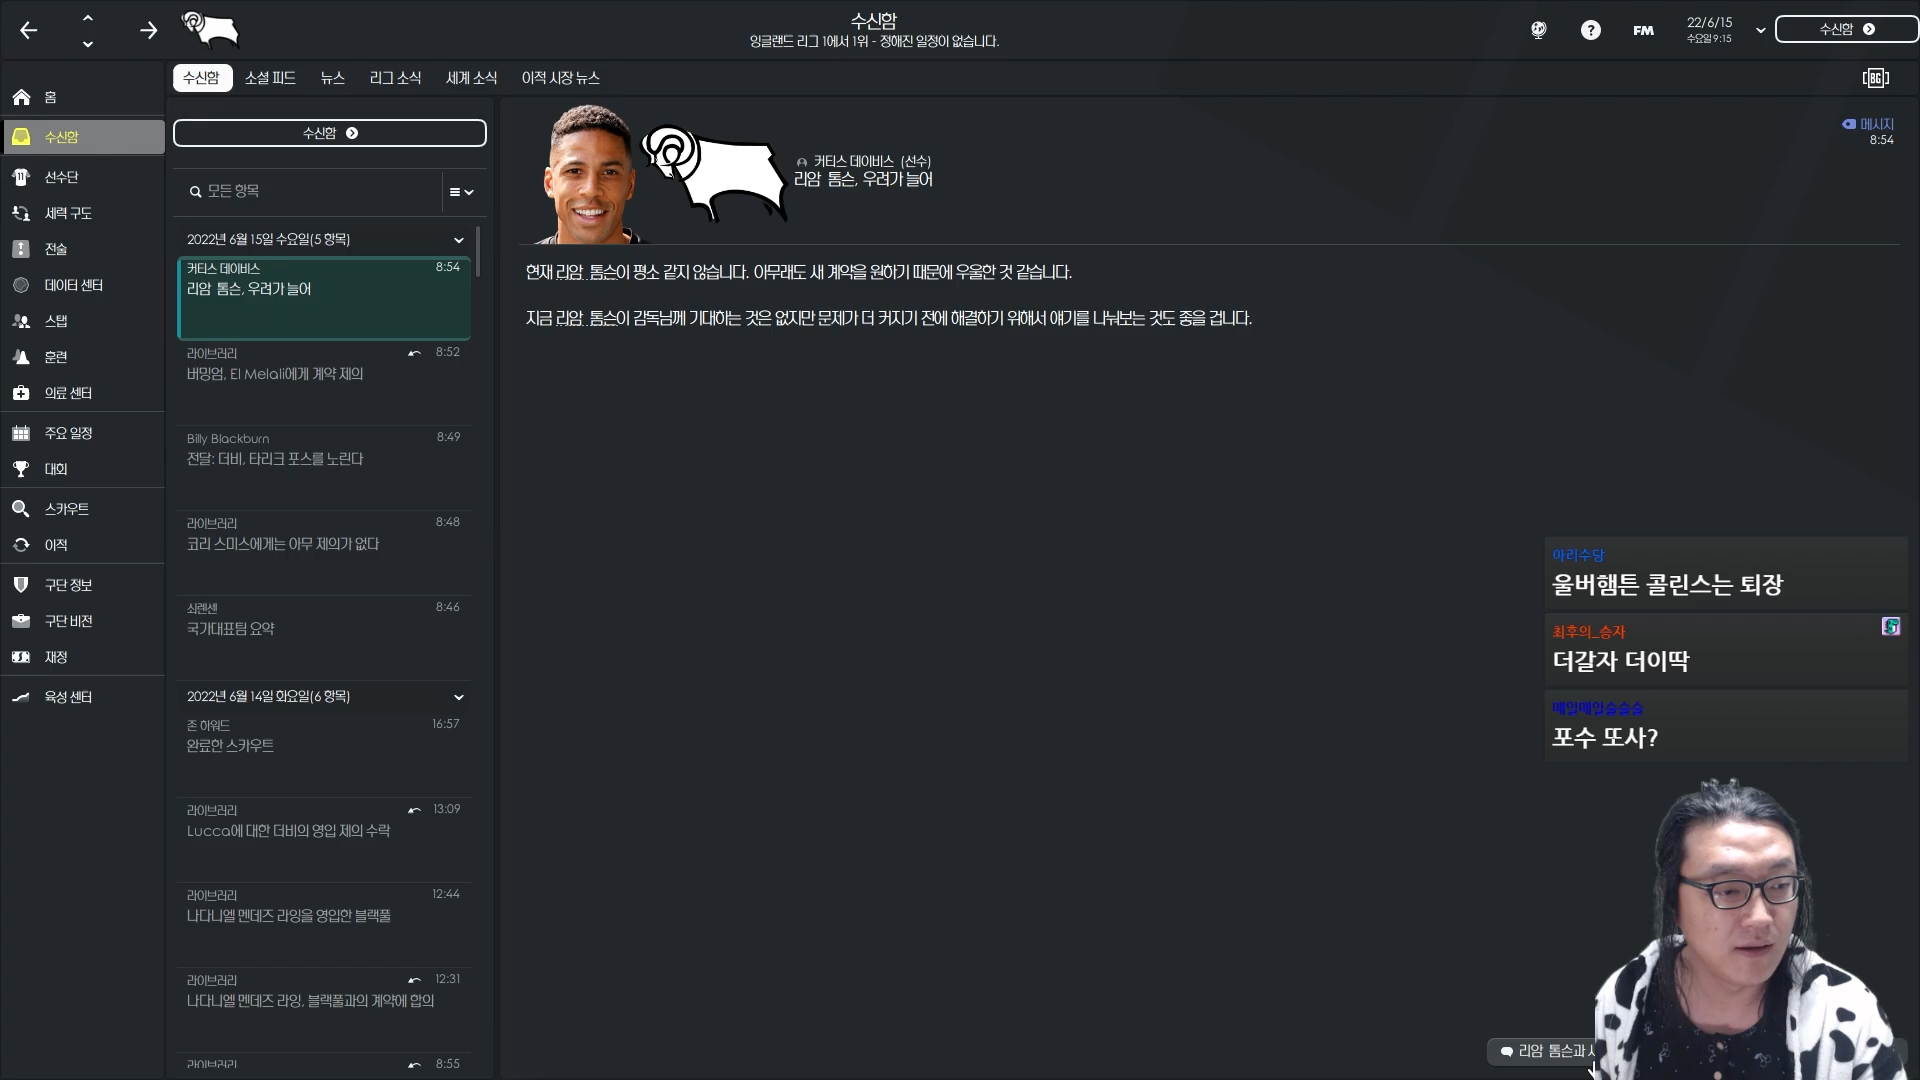 수신함
잉글랜드 리그 1에서 1위 - 정해진 일정이 없습니다.
FM
22/6/15
수요일 9:15
수신함
수신함
소셜 피드
뉴스
리그 소식
세계 소식
이적 시장 뉴스
BG
홈
수신함
선수단
세력 구도
전술
데이터 센터
스탭
훈련
의료 센터
주요 일정
대회
스카우트
이적
구단 정보
구단 비전
재정
육성 센터
수신함
모든 항목
2022년 6월 15일 수요일(5 항목)
커티스 데이비스 8:54
리암 톰슨, 우려가 늘어
라이브러리 8:52
버밍엄, El Melali에게 계약 제의
Billy Blackburn 8:49
전달: 더비, 타리크 포스를 노린다
라이브러리 8:48
코리 스미스에게는 아무 제의가 없다
쇠렌센 8:46
국가대표팀 요약
2022년 6월 14일 화요일(6 항목)
존 하워드 16:57
완료한 스카우트
라이브러리 13:09
Lucca에 대한 더비의 영입 제의 수락
라이브러리 12:44
나다니엘 멘데즈 라잉을 영입한 블랙풀
라이브러리 12:31
나다니엘 멘데즈 라잉, 블랙풀과의 계약에 합의
라이브러리 8:55
커티스 데이비스 (선수)
리암 톰슨, 우려가 늘어
메시지
8:54
현재 리암 톰슨이 평소 같지 않습니다. 아무래도 새 계약을 원하기 때문에 우울한 것 같습니다.
지금 리암 톰슨이 감독님께 기대하는 것은 없지만 문제가 더 커지기 전에 해결하기 위해서 얘기를 나눠보는 것도 좋을 겁니다.
아리수당
울버햄튼 콜린스는 퇴장
최후의_승자
더갈자 더이딱
매일매일슬슬슬
포수 또사?
리암 톰슨과